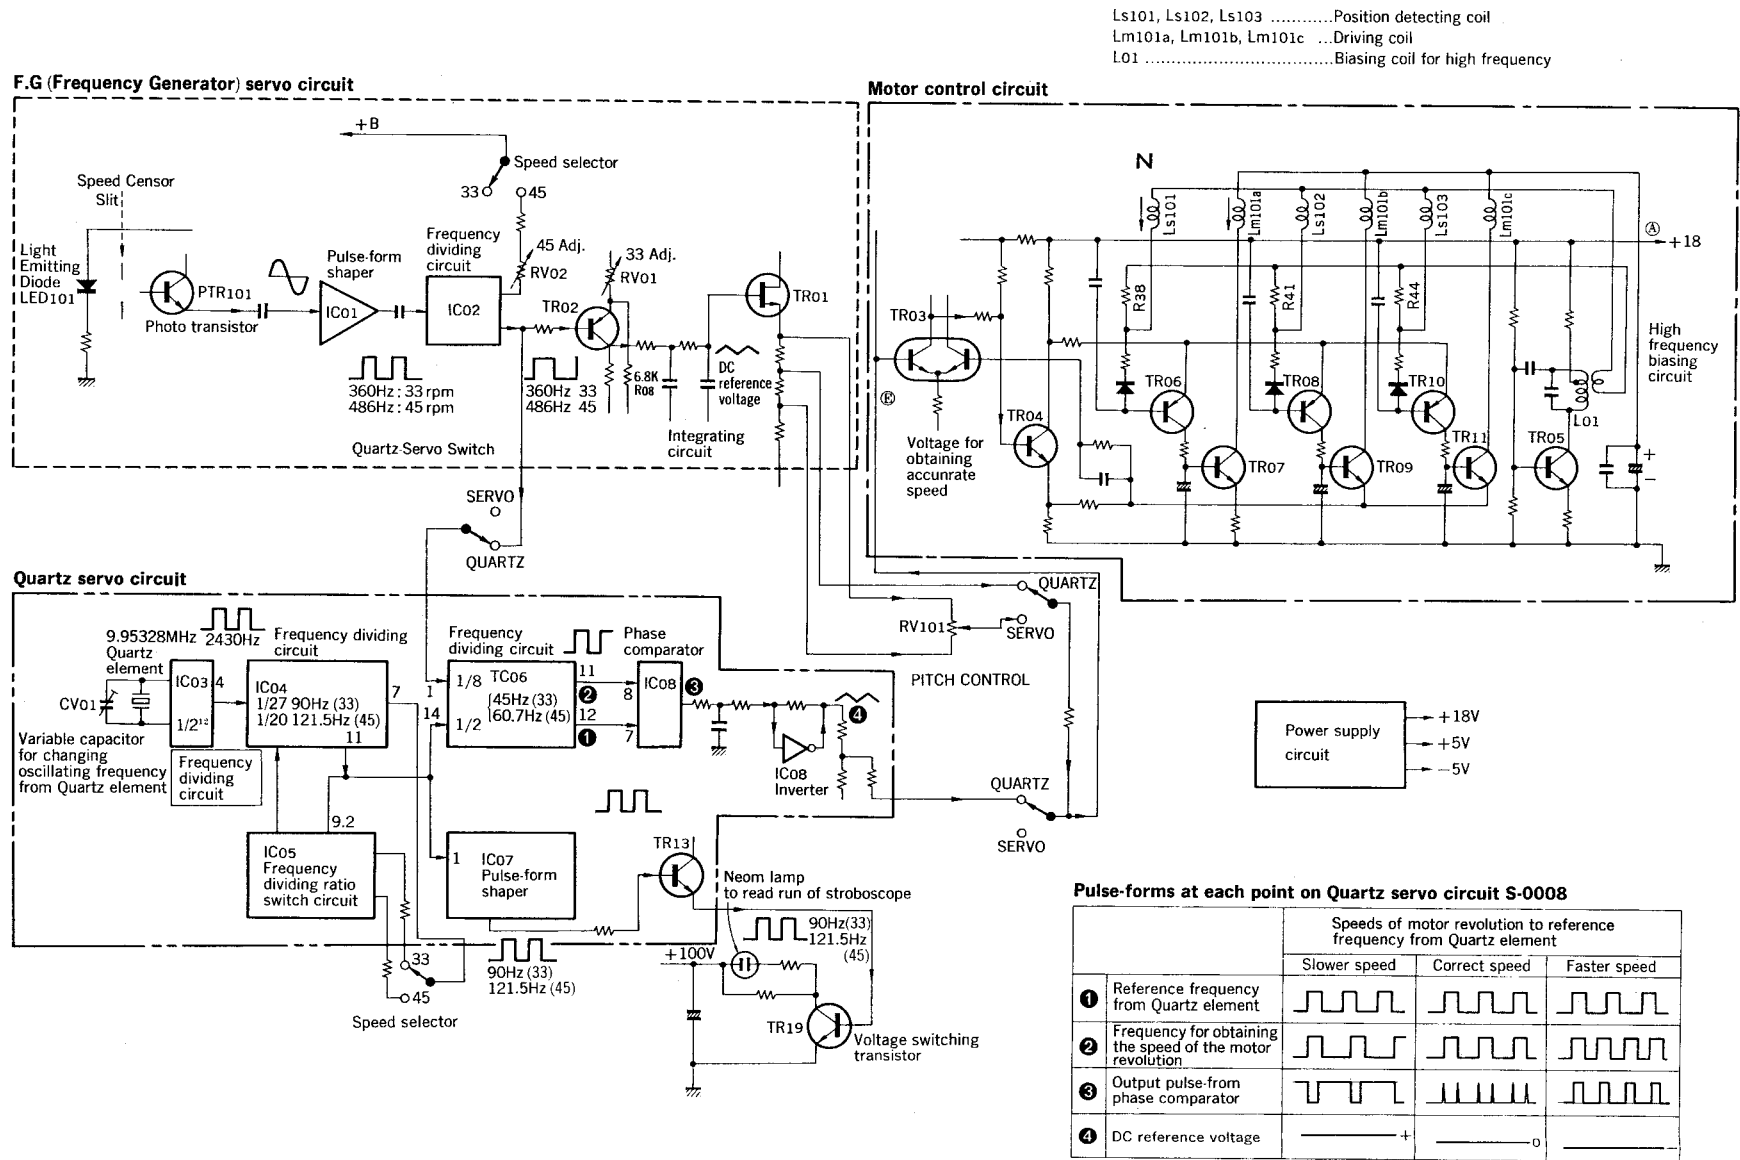 Ls101, Ls102, Ls103 ............Position detecting coil
Lm101a, Lm101b, Lm101c ...Driving coil
L01 ....................................Biasing coil for high frequency
F.G (Frequency Generator) servo circuit
Motor control circuit
+B
Speed selector
33
45
Speed Censor
Slit
Light
Emitting
Diode
LED101
PTR101
Photo transistor
Pulse-form
shaper
IC01
360Hz : 33 rpm
486Hz : 45 rpm
Frequency
dividing
circuit
IC02
45 Adj.
RV02
33 Adj.
RV01
TR02
360Hz 33
486Hz 45
6.8K
R08
DC
reference
voltage
TR01
Integrating
circuit
Quartz-Servo Switch
SERVO
QUARTZ
N
Ls101
Lm101a
Ls102
Lm101b
Ls103
Lm101c
A
+18
TR03
E
Voltage for
obtaining
accunrate
speed
TR04
R38
R41
R44
TR06
TR08
TR10
TR07
TR09
TR11
TR05
L01
High
frequency
biasing
circuit
+
−
Quartz servo circuit
9.95328MHz
Quartz
element
2430Hz
CV01
IC03
1/2¹²
4
Variable capacitor
for changing
oscillating frequency
from Quartz element
Frequency
dividing
circuit
Frequency dividing
circuit
IC04
1/27 90Hz (33)
1/20 121.5Hz (45)
11
7
9.2
IC05
Frequency
dividing ratio
switch circuit
33
45
Speed selector
Frequency
dividing circuit
1
14
1/8
1/2
TC06
45Hz (33)
60.7Hz (45)
11
2
12
1
Phase
comparator
8
7
IC08
3
IC08
Inverter
4
1
IC07
Pulse-form
shaper
90Hz (33)
121.5Hz (45)
TR13
Neom lamp
to read run of stroboscope
90Hz(33)
121.5Hz
(45)
+100V
TR19
Voltage switching
transistor
QUARTZ
SERVO
RV101
PITCH CONTROL
QUARTZ
SERVO
Power supply
circuit
+18V
+5V
−5V
Pulse-forms at each point on Quartz servo circuit S-0008
Speeds of motor revolution to reference
frequency from Quartz element
Slower speed
Correct speed
Faster speed
1 Reference frequency
from Quartz element
2 Frequency for obtaining
the speed of the motor
revolution
3 Output pulse-from
phase comparator
4 DC reference voltage
+
0
−